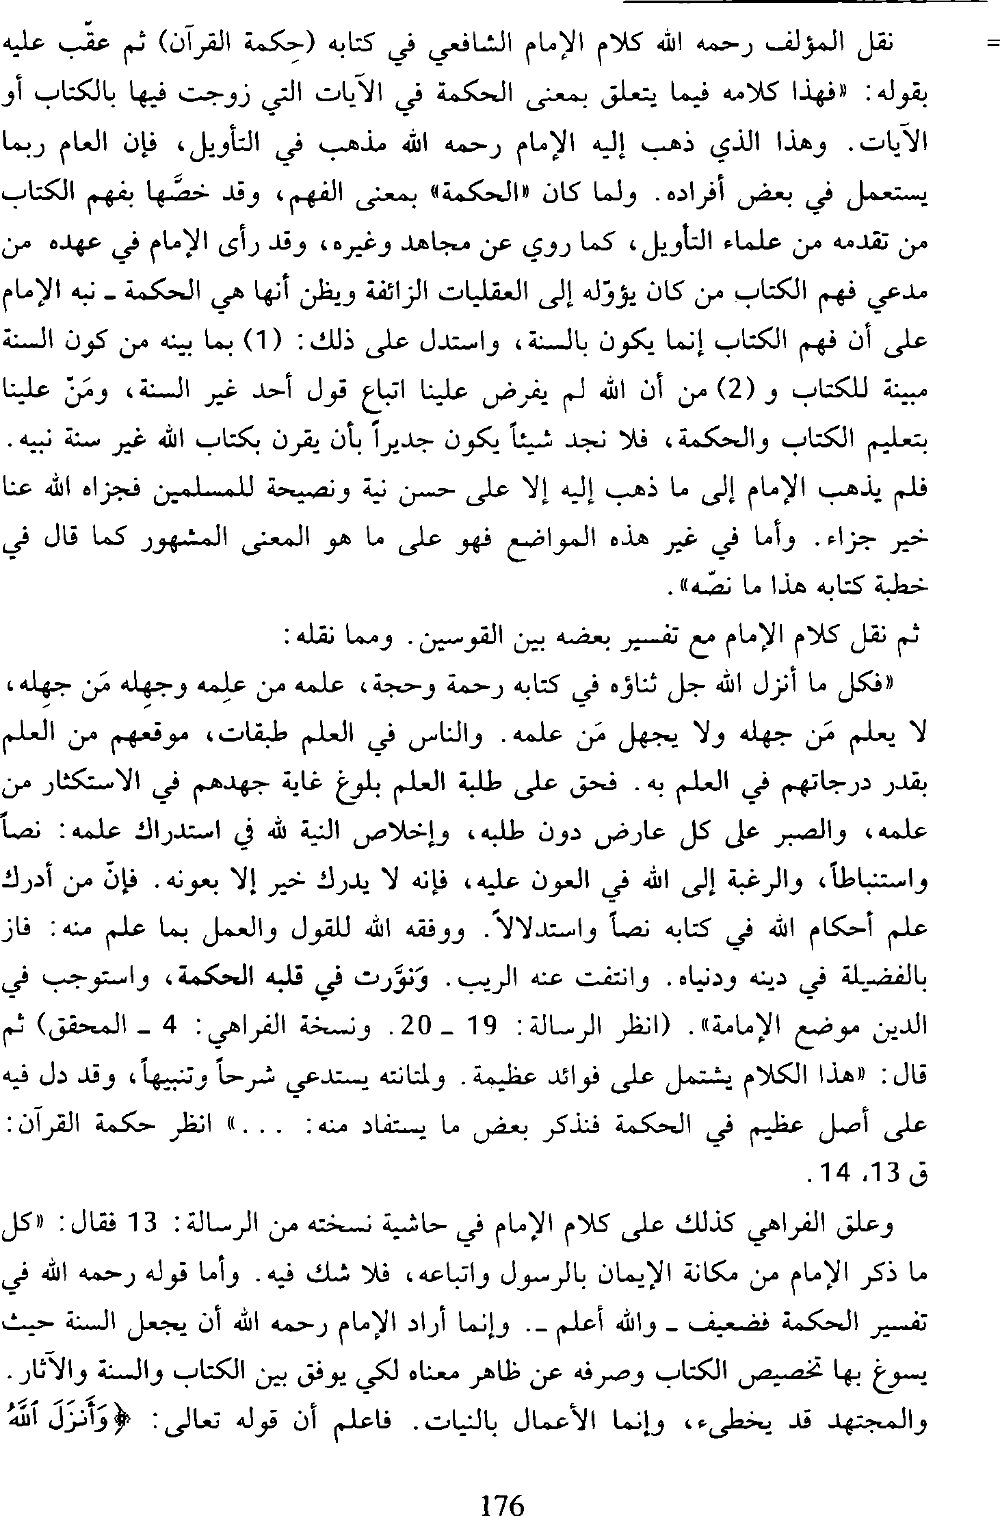 = نقل المؤلف رحمه الله كلام الإمام الشافعي في كتابه (حِكمة القرآن) ثم عقّب عليه
بقوله: «فهذا كلامه فيما يتعلق بمعنى الحكمة في الآيات التي زوجت فيها بالكتاب أو
الآيات. وهذا الذي ذهب إليه الإمام رحمه الله مذهب في التأويل، فإن العام ربما
يستعمل في بعض أفراده. ولما كان «الحكمة» بمعنى الفهم، وقد خصَّها بفهم الكتاب
من تقدمه من علماء التأويل، كما روي عن مجاهد وغيره، وقد رأى الإمام في عهده من
مدعي فهم الكتاب من كان يؤوّله إلى العقليات الزائفة ويظن أنها هي الحكمة ـ نبه الإمام
على أن فهم الكتاب إنما يكون بالسنة، واستدل على ذلك: (1) بما بينه من كون السنة
مبينة للكتاب و (2) من أن الله لم يفرض علينا اتباع قول أحد غير السنة، ومَنّ علينا
بتعليم الكتاب والحكمة، فلا نجد شيئاً يكون جديراً بأن يقرن بكتاب الله غير سنة نبيه.
فلم يذهب الإمام إلى ما ذهب إليه إلا على حسن نية ونصيحة للمسلمين فجزاه الله عنا
خير جزاء. وأما في غير هذه المواضع فهو على ما هو المعنى المشهور كما قال في
خطبة كتابه هذا ما نصّه».
ثم نقل كلام الإمام مع تفسير بعضه بين القوسين. ومما نقله:
«فكل ما أنزل الله جل ثناؤه في كتابه رحمة وحجة، علمه من علِمه وجهِله مَن جهِله،
لا يعلم مَن جهله ولا يجهل مَن علمه. والناس في العلم طبقات، موقعهم من العلم
بقدر درجاتهم في العلم به. فحق على طلبة العلم بلوغ غاية جهدهم في الاستكثار من
علمه، والصبر على كل عارض دون طلبه، وإخلاص النية لله في استدراك علمه: نصاً
واستنباطاً، والرغبة إلى الله في العون عليه، فإنه لا يدرك خير إلا بعونه. فإنّ من أدرك
علم أحكام الله في كتابه نصاً واستدلالاً. ووفقه الله للقول والعمل بما علم منه: فاز
بالفضيلة في دينه ودنياه. وانتفت عنه الريب. وَنوَّرت في قلبه الحكمة، واستوجب في
الدين موضع الإمامة». (انظر الرسالة: 19 ـ 20. ونسخة الفراهي: 4 ـ المحقق) ثم
قال: «هذا الكلام يشتمل على فوائد عظيمة. ولمتانته يستدعي شرحاً وتنبيهاً، وقد دل فيه
على أصل عظيم في الحكمة فنذكر بعض ما يستفاد منه: . . .» انظر حكمة القرآن:
ق 13، 14.
وعلق الفراهي كذلك على كلام الإمام في حاشية نسخته من الرسالة: 13 فقال: «كل
ما ذكر الإمام من مكانة الإيمان بالرسول واتباعه، فلا شك فيه. وأما قوله رحمه الله في
تفسير الحكمة فضعيف ـ والله أعلم ـ. وإنما أراد الإمام رحمه الله أن يجعل السنة حيث
يسوغ بها تخصيص الكتاب وصرفه عن ظاهر معناه لكي يوفق بين الكتاب والسنة والآثار.
والمجتهد قد يخطىء، وإنما الأعمال بالنيات. فاعلم أن قوله تعالى: ﴿وَأَنزَلَ ٱللَّهُ
176